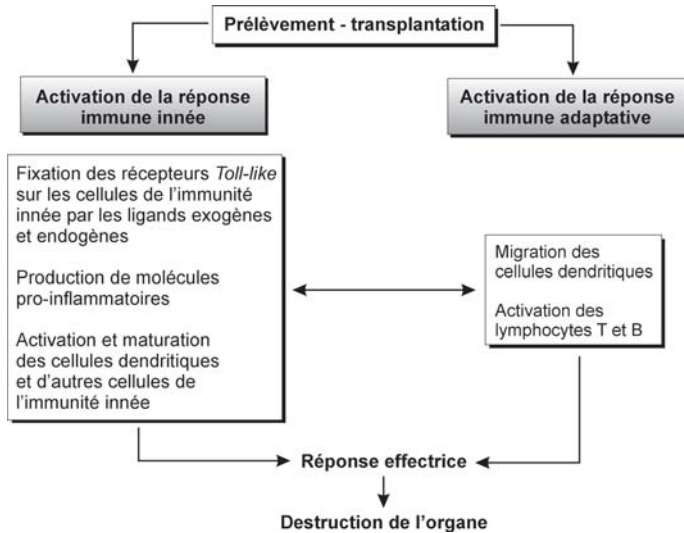 Prélèvement - transplantation
Activation de la réponse
immune innée
Activation de la réponse
immune adaptative
Fixation des récepteurs Toll-like
sur les cellules de l'immunité
innée par les ligands exogènes
et endogènes
Production de molécules
pro-inflammatoires
Activation et maturation
des cellules dendritiques
et d'autres cellules de
l'immunité innée
Migration des
cellules dendritiques
Activation des
lymphocytes T et B
Réponse effectrice
Destruction de l'organe